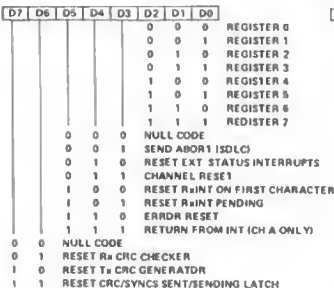 D7 D6 D5 D4 D3 D2 D1 D0
0 0 0 REGISTER 0
0 0 1 REGISTER 1
0 1 0 REGISTER 2
0 1 1 REGISTER 3
1 0 0 REGISTER 4
1 0 1 REGISTER 5
1 1 0 REGISTER 6
1 1 1 REDISTER 7
0 0 0 NULL CODE
0 0 1 SEND ABORT (SDLC)
0 1 0 RESET EXT STATUS INTERRUPTS
0 1 1 CHANNEL RESET
1 0 0 RESET RxINT ON FIRST CHARACTER
1 0 1 RESET RxINT PENDING
1 1 0 ERROR RESET
1 1 1 RETURN FROM INT (CH A ONLY)
0 0 NULL CODE
0 1 RESET Rx CRC CHECKER
1 0 RESET Tx CRC GENERATOR
1 1 RESET CRC/SYNCS SENT/SENDING LATCH